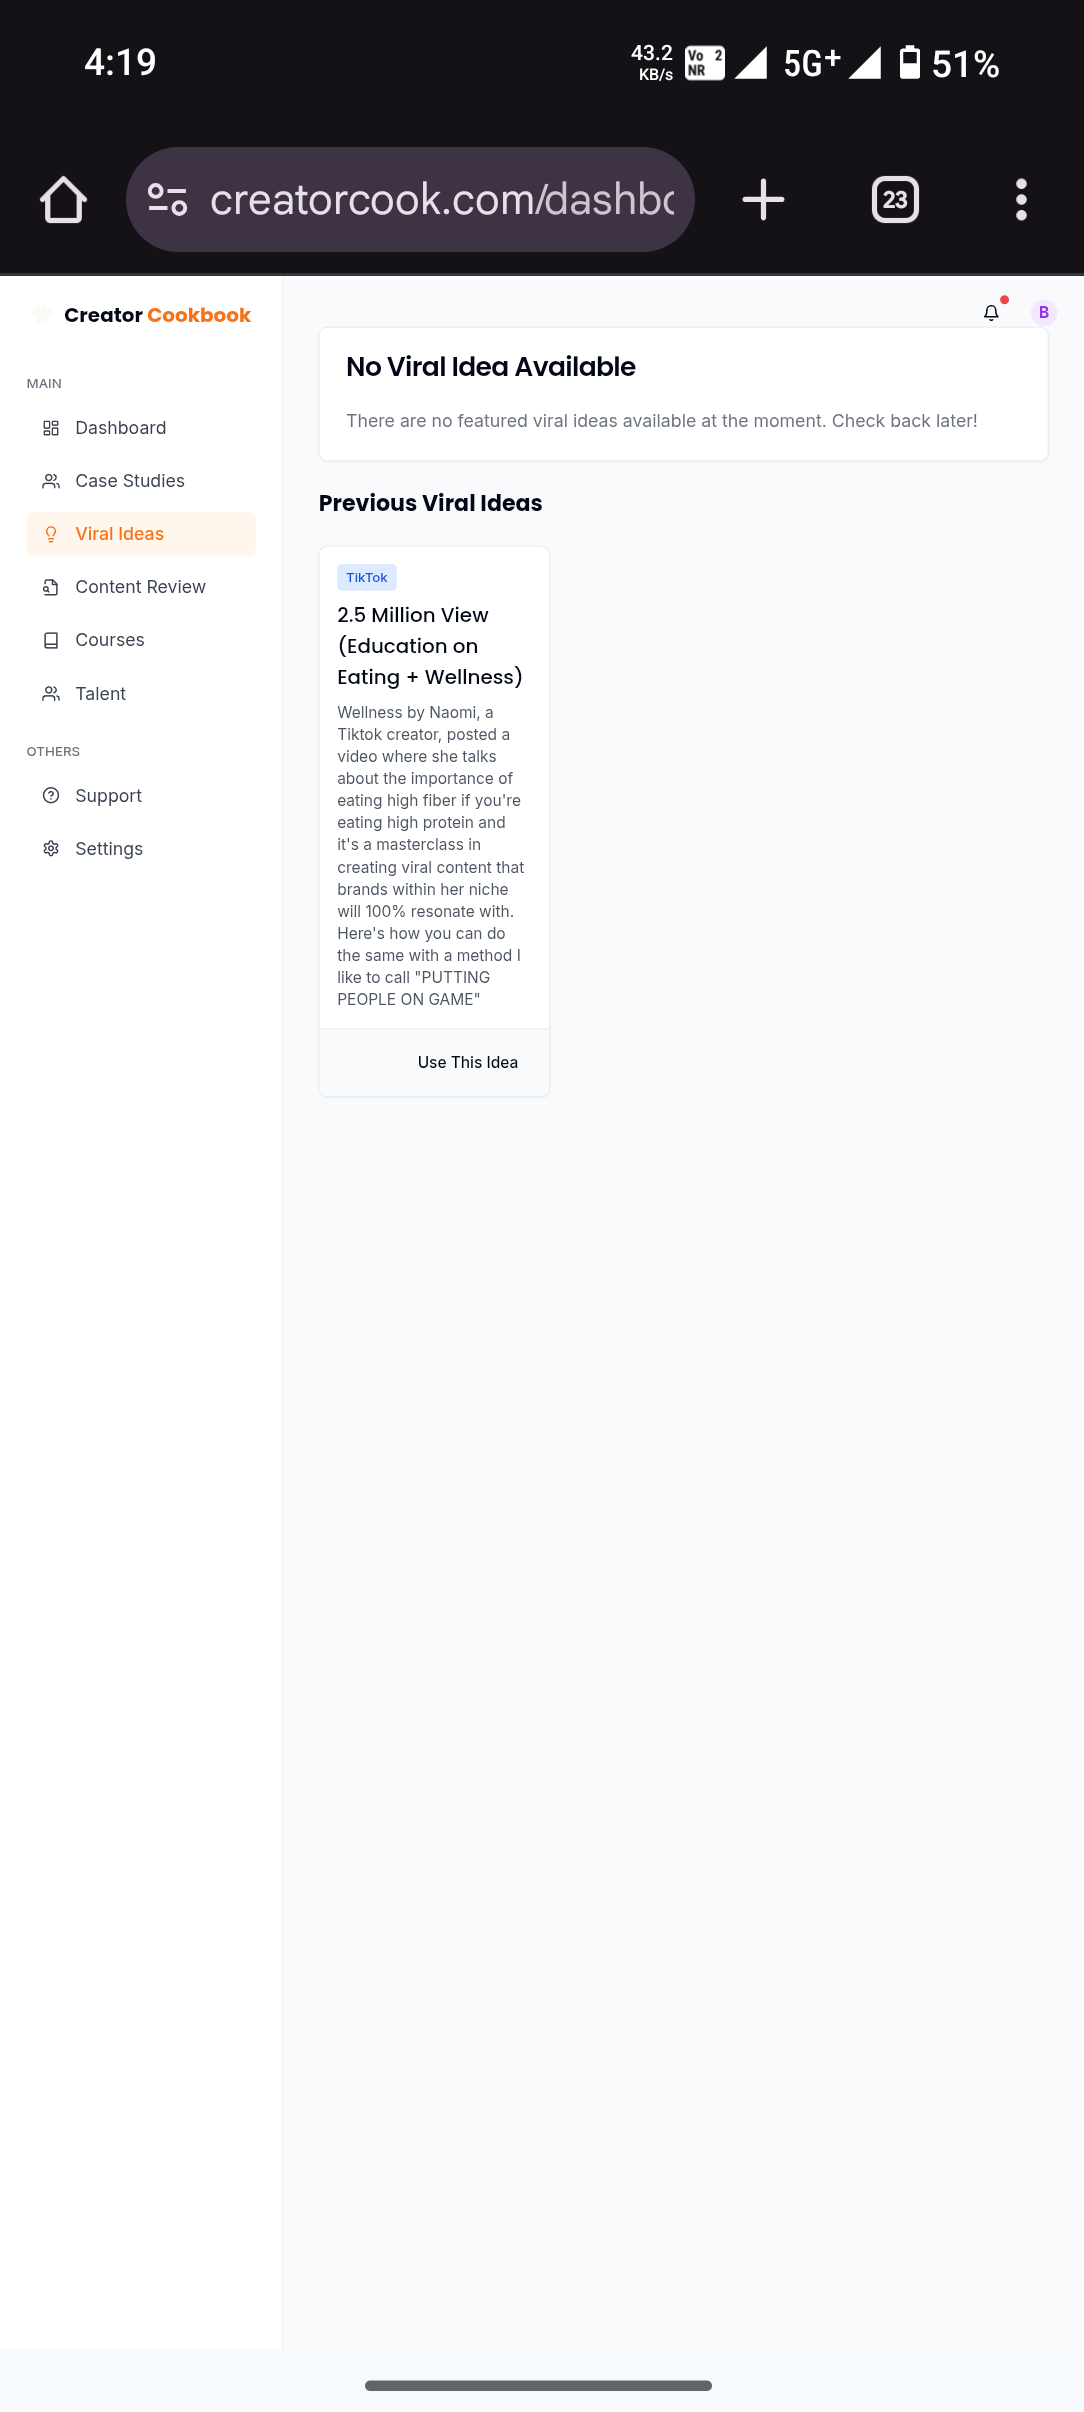 4:19
43.2
KB/s
Vo 2
NR
5G+
51%
creatorcook.com/dashbo
23
Creator Cookbook
B
MAIN
Dashboard
Case Studies
Viral Ideas
Content Review
Courses
Talent
OTHERS
Support
Settings
No Viral Idea Available
There are no featured viral ideas available at the moment. Check back later!
Previous Viral Ideas
TikTok
2.5 Million View
(Education on
Eating + Wellness)
Wellness by Naomi, a
Tiktok creator, posted a
video where she talks
about the importance of
eating high fiber if you're
eating high protein and
it's a masterclass in
creating viral content that
brands within her niche
will 100% resonate with.
Here's how you can do
the same with a method I
like to call "PUTTING
PEOPLE ON GAME"
Use This Idea